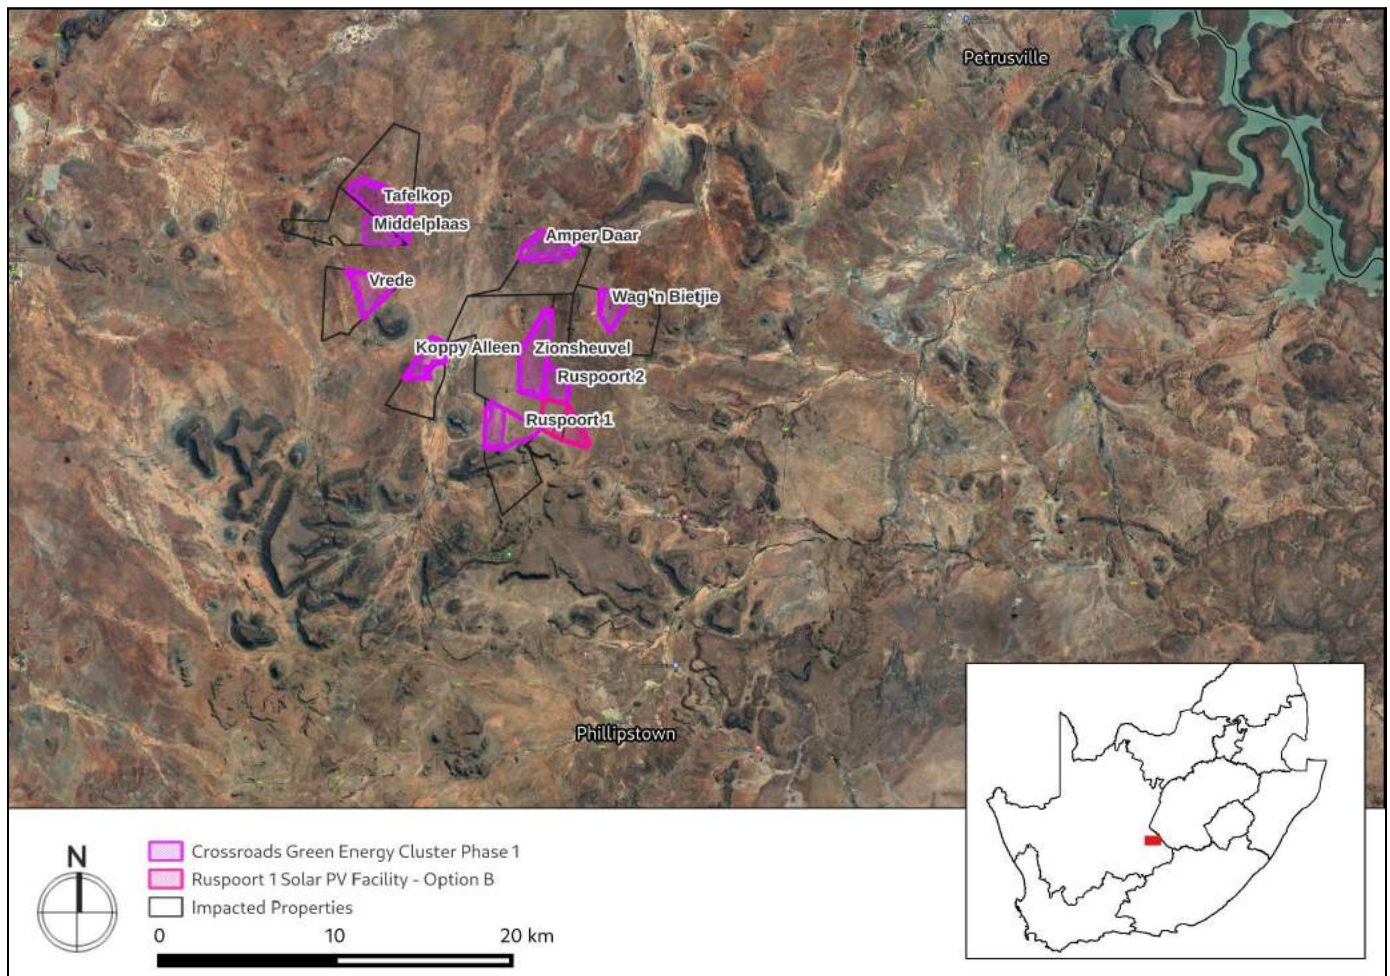 Petrusville
Tafelkop
Middelplaas
Amper Daar
Vrede
Wag 'n Bietjie
Koppy Alleen
Zionsheuvel
Ruspoort 2
Ruspoort 1
Phillipstown
N
Crossroads Green Energy Cluster Phase 1
Ruspoort 1 Solar PV Facility - Option B
Impacted Properties
0 10 20 km